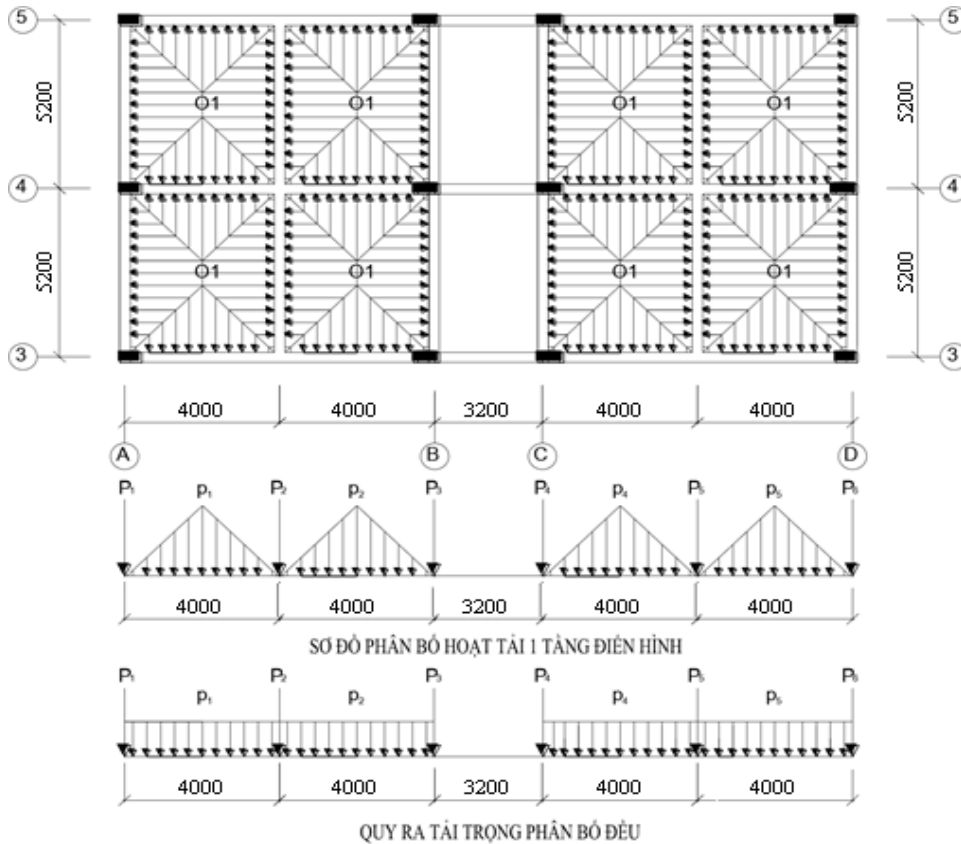 5 5
O1 O1 O1 O1
5200 5200
4 4
O1 O1 O1 O1
5200 5200
3 3
4000 4000 3200 4000 4000
A B C D
P₁ p₁ P₂ p₂ P₃ P₄ p₄ P₅ p₅ P₆
4000 4000 3200 4000 4000
SƠ ĐỒ PHÂN BỐ HOẠT TẢI 1 TẦNG ĐIỂN HÌNH
P₁ p₁ P₂ p₂ P₃ P₄ p₄ P₅ p₅ P₆
4000 4000 3200 4000 4000
QUY RA TẢI TRỌNG PHÂN BỐ ĐỀU